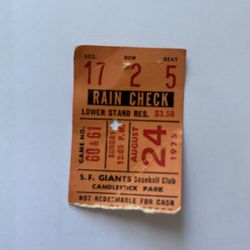 SEC. ROW SEAT
17 2 5
RAIN CHECK
LOWER STAND RES. $3.50
GAME NO. 60 & 61
SUNDAY 12:05 P.M.
AUGUST 24 1975
S.F. GIANTS Baseball Club
CANDLESTICK PARK
NOT REDEEMABLE FOR CASH